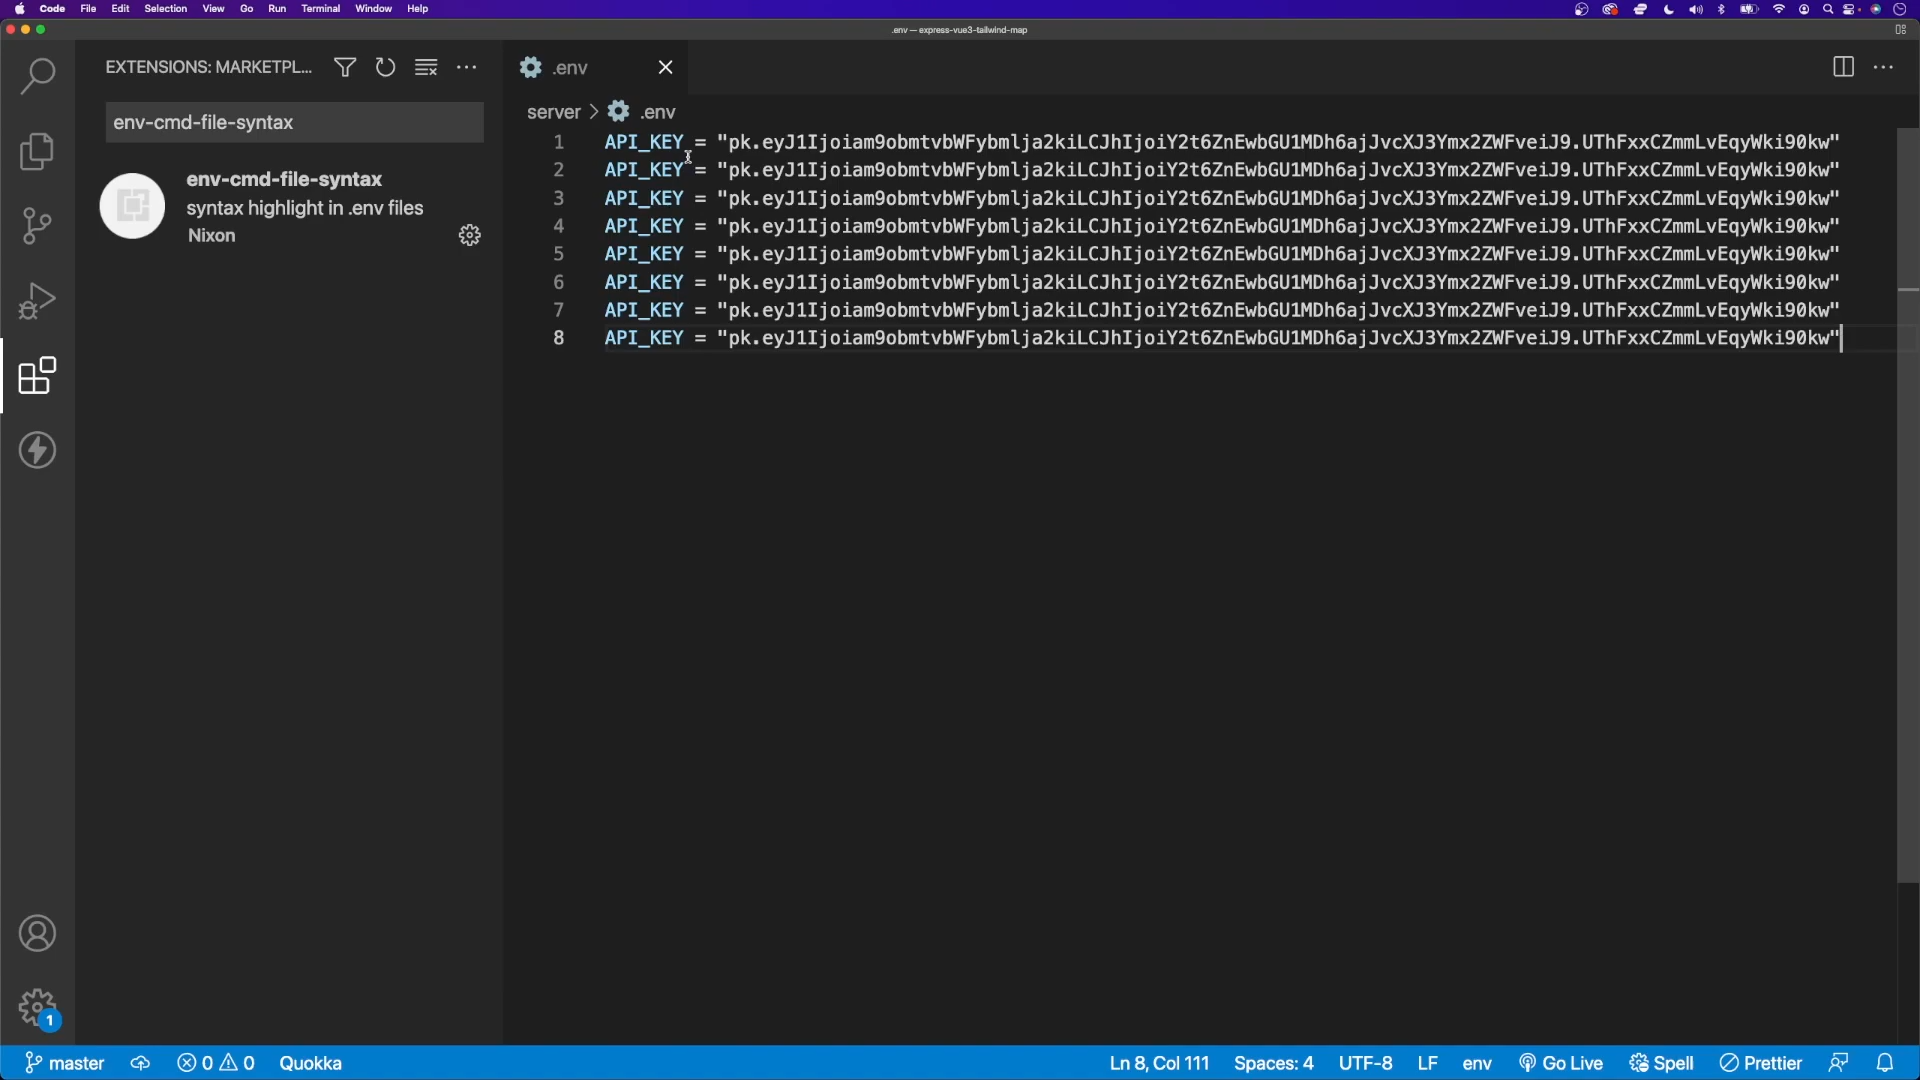 Code File Edit Selection View Go Run Terminal Window Help
.env — express-vue3-tailwind-map
EXTENSIONS: MARKETPL...
.env
env-cmd-file-syntax
server > .env
env-cmd-file-syntax
syntax highlight in .env files
Nixon
1 API_KEY = "pk.eyJ1Ijoiam9obmtvbWFybmlja2kiLCJhIjoiY2t6ZnEwbGU1MDh6ajJvcXJ3Ymx2ZWFveiJ9.UThFxxCZmmLvEqyWki90kw"
2 API_KEY = "pk.eyJ1Ijoiam9obmtvbWFybmlja2kiLCJhIjoiY2t6ZnEwbGU1MDh6ajJvcXJ3Ymx2ZWFveiJ9.UThFxxCZmmLvEqyWki90kw"
3 API_KEY = "pk.eyJ1Ijoiam9obmtvbWFybmlja2kiLCJhIjoiY2t6ZnEwbGU1MDh6ajJvcXJ3Ymx2ZWFveiJ9.UThFxxCZmmLvEqyWki90kw"
4 API_KEY = "pk.eyJ1Ijoiam9obmtvbWFybmlja2kiLCJhIjoiY2t6ZnEwbGU1MDh6ajJvcXJ3Ymx2ZWFveiJ9.UThFxxCZmmLvEqyWki90kw"
5 API_KEY = "pk.eyJ1Ijoiam9obmtvbWFybmlja2kiLCJhIjoiY2t6ZnEwbGU1MDh6ajJvcXJ3Ymx2ZWFveiJ9.UThFxxCZmmLvEqyWki90kw"
6 API_KEY = "pk.eyJ1Ijoiam9obmtvbWFybmlja2kiLCJhIjoiY2t6ZnEwbGU1MDh6ajJvcXJ3Ymx2ZWFveiJ9.UThFxxCZmmLvEqyWki90kw"
7 API_KEY = "pk.eyJ1Ijoiam9obmtvbWFybmlja2kiLCJhIjoiY2t6ZnEwbGU1MDh6ajJvcXJ3Ymx2ZWFveiJ9.UThFxxCZmmLvEqyWki90kw"
8 API_KEY = "pk.eyJ1Ijoiam9obmtvbWFybmlja2kiLCJhIjoiY2t6ZnEwbGU1MDh6ajJvcXJ3Ymx2ZWFveiJ9.UThFxxCZmmLvEqyWki90kw"
1
master 0 0 Quokka Ln 8, Col 111 Spaces: 4 UTF-8 LF env Go Live Spell Prettier